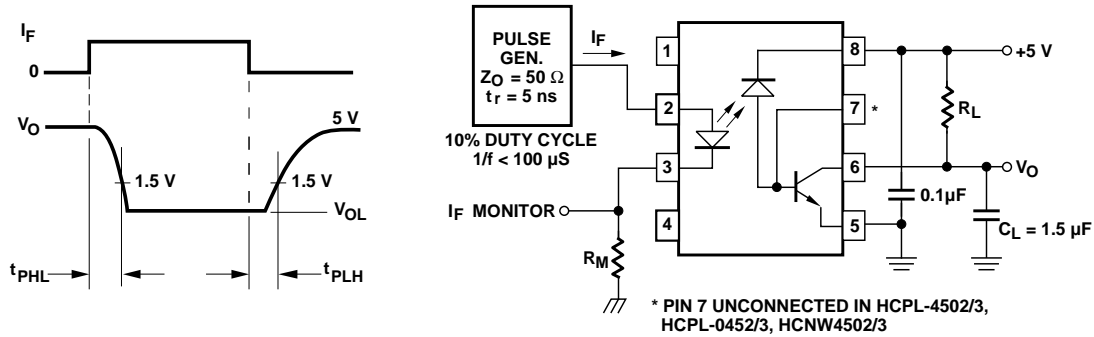 I_F
0
V_O
5 V
1.5 V
1.5 V
V_OL
t_PHL
t_PLH
PULSE
GEN.
Z_O = 50 Ω
t_r = 5 ns
I_F
10% DUTY CYCLE
1/f < 100 µS
I_F MONITOR
R_M
1
2
3
4
8
7
*
6
5
+5 V
R_L
V_O
0.1µF
C_L = 1.5 µF
* PIN 7 UNCONNECTED IN HCPL-4502/3,
HCPL-0452/3, HCNW4502/3